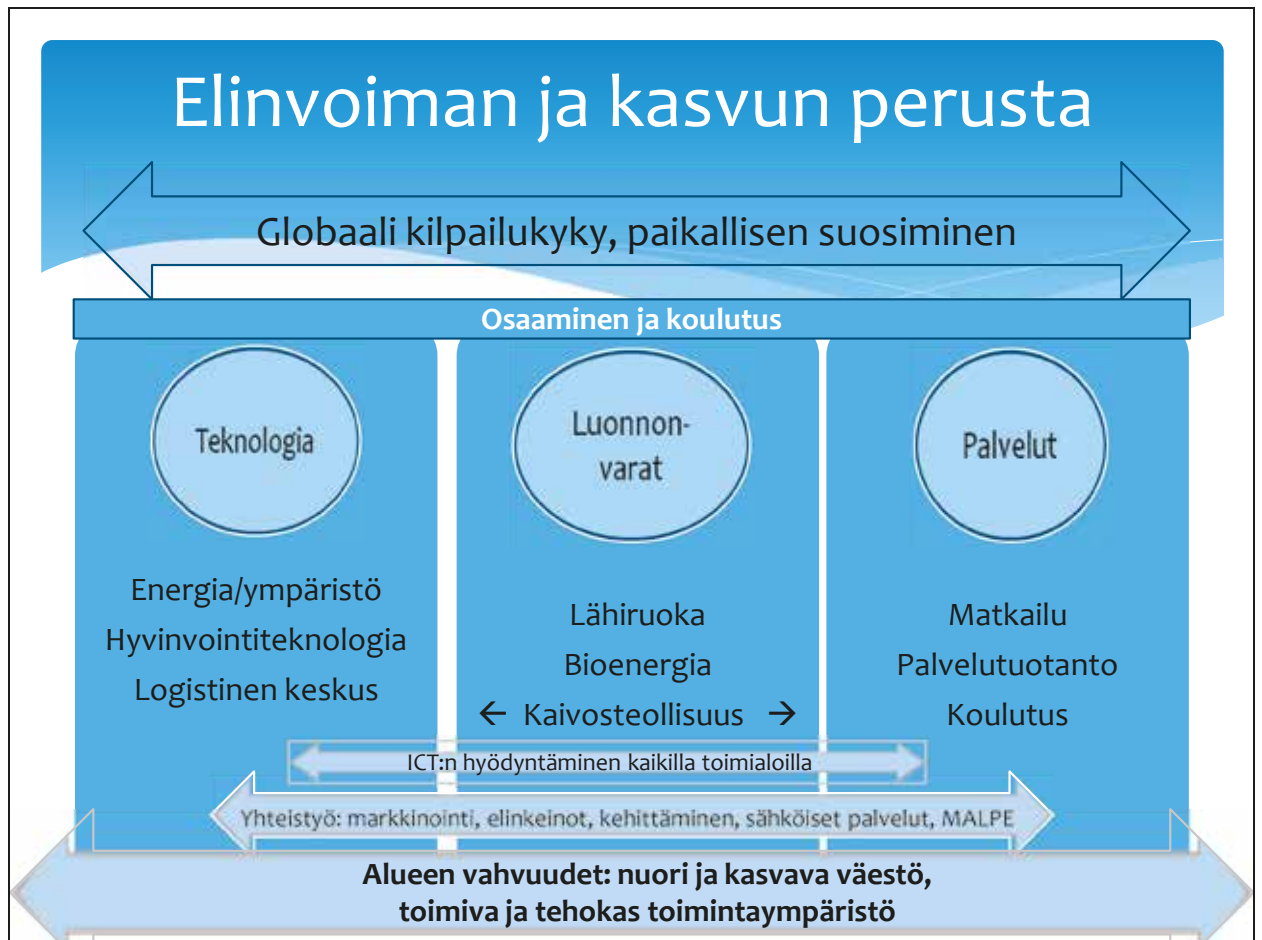 Elinvoiman ja kasvun perusta
Globaali kilpailukyky, paikallisen suosiminen
Osaaminen ja koulutus
Teknologia
Energia/ympäristö
Hyvinvointiteknologia
Logistinen keskus
Luonnon-
varat
Lähiruoka
Bioenergia
← Kaivosteollisuus →
Palvelut
Matkailu
Palvelutuotanto
Koulutus
ICT:n hyödyntäminen kaikilla toimialoilla
Yhteistyö: markkinointi, elinkeinot, kehittäminen, sähköiset palvelut, MALPE
Alueen vahvuudet: nuori ja kasvava väestö,
toimiva ja tehokas toimintaympäristö